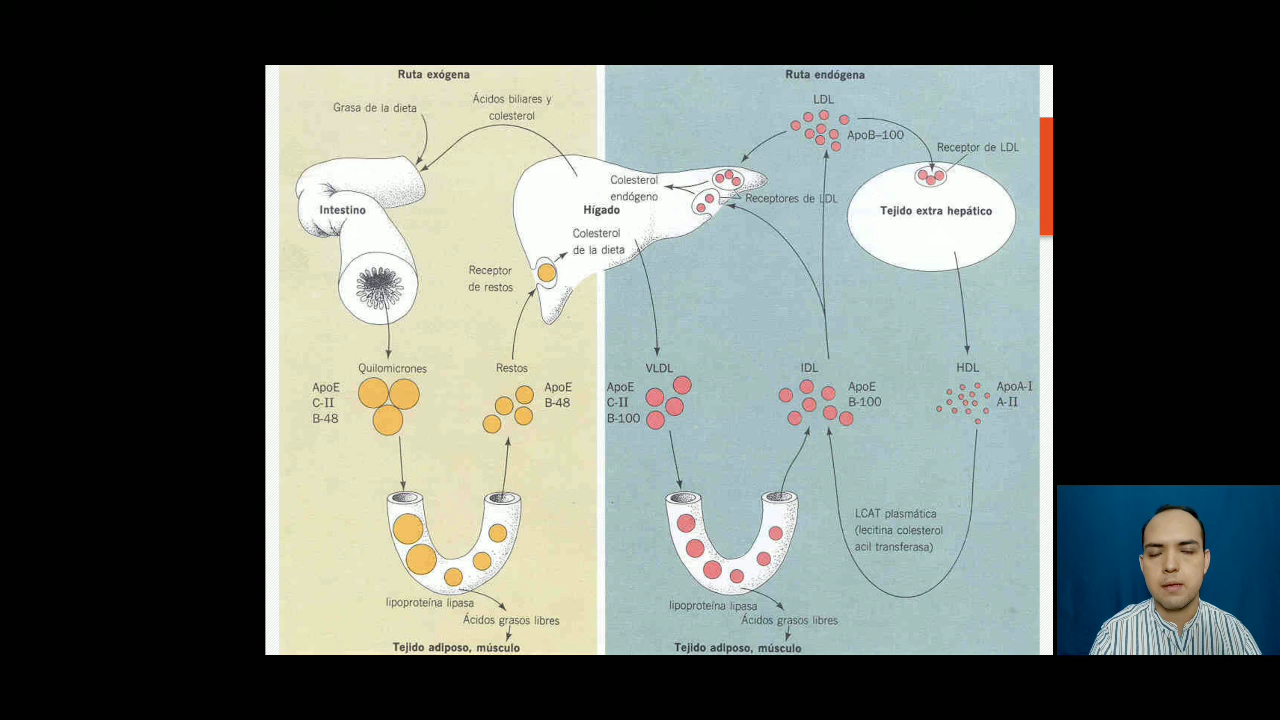 Ruta exógena
Grasa de la dieta
Ácidos biliares y
colesterol
Intestino
Hígado
Colesterol
endógeno
Colesterol
de la dieta
Receptor
de restos
Quilomicrones
ApoE
C-II
B-48
Restos
ApoE
B-48
lipoproteína lipasa
Ácidos grasos libres
Tejido adiposo, músculo
Ruta endógena
LDL
ApoB-100
Receptor de LDL
Receptores de LDL
Tejido extra hepático
VLDL
ApoE
C-II
B-100
IDL
ApoE
B-100
HDL
ApoA-I
A-II
LCAT plasmática
(lecitina colesterol
acil transferasa)
lipoproteína lipasa
Ácidos grasos libres
Tejido adiposo, músculo